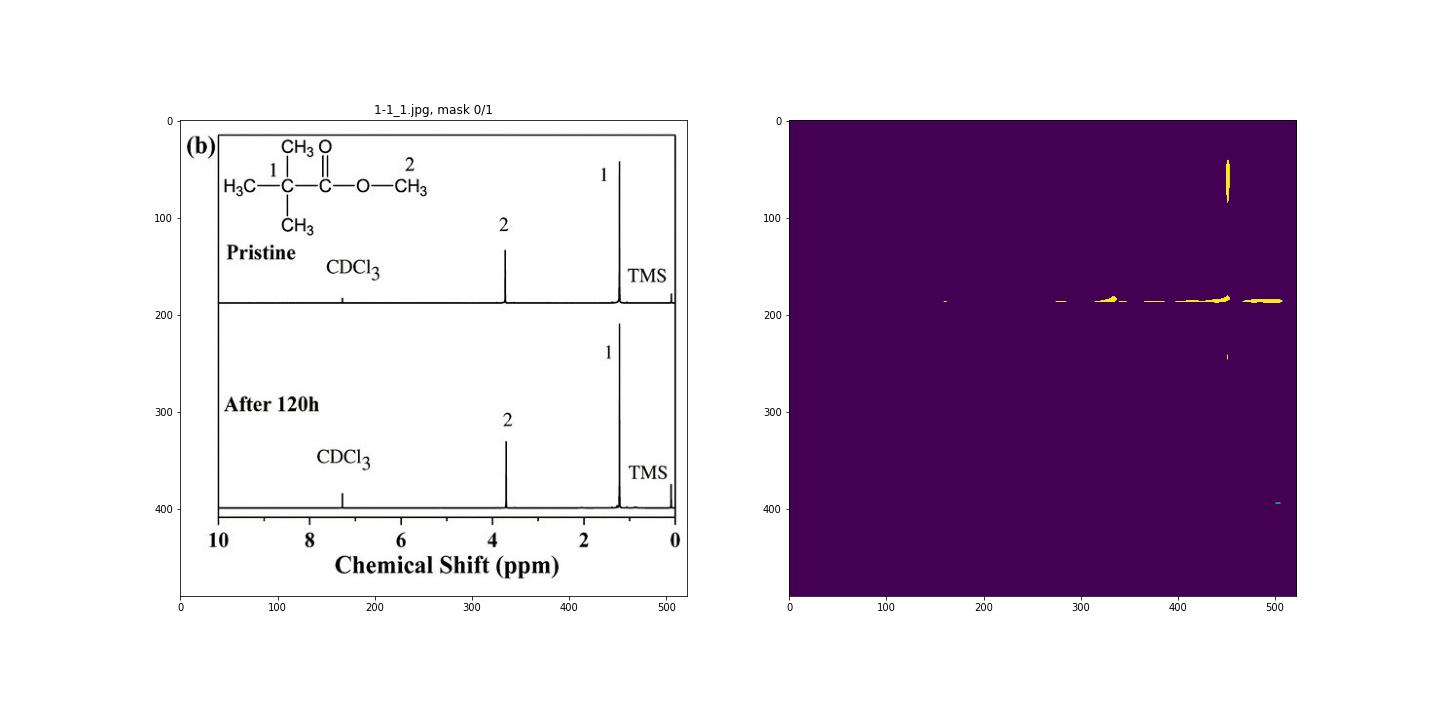 1-1_1.jpg, mask 0/1
(b)
CH3 O
1
2
H3C C C O CH3
CH3
Pristine
CDCl3
2
1
TMS
After 120h
CDCl3
2
1
TMS
10 8 6 4 2 0
Chemical Shift (ppm)
0
100
200
300
400
0 100 200 300 400 500
0
100
200
300
400
0 100 200 300 400 500